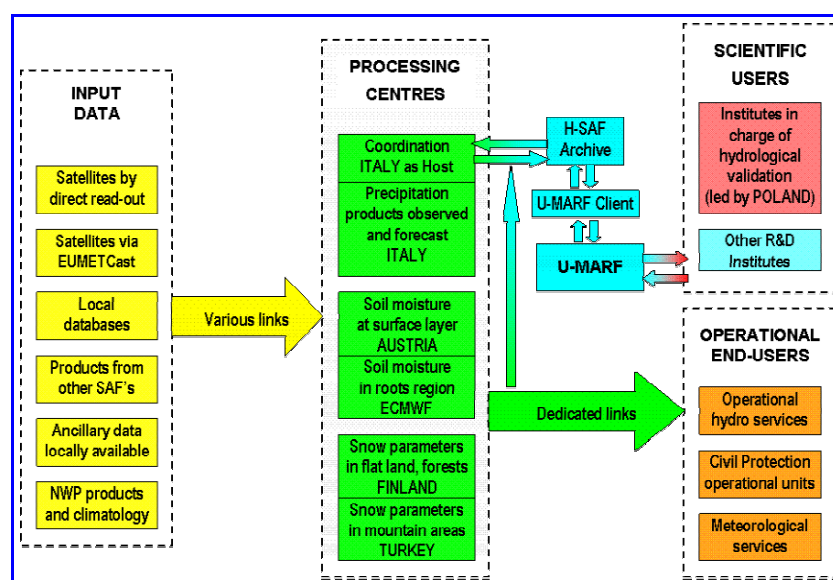 INPUT
DATA
Satellites by
direct read-out
Satellites via
EUMETCast
Local
databases
Products from
other SAF's
Ancillary data
locally available
NWP products
and climatology
Various links
PROCESSING
CENTRES
Coordination
ITALY as Host
Precipitation
products observed
and forecast
ITALY
Soil moisture
at surface layer
AUSTRIA
Soil moisture
in roots region
ECMWF
Snow parameters
in flat land, forests
FINLAND
Snow parameters
in mountain areas
TURKEY
H-SAF
Archive
U-MARF Client
U-MARF
Dedicated links
SCIENTIFIC
USERS
Institutes in
charge of
hydrological
validation
(led by POLAND)
Other R&D
Institutes
OPERATIONAL
END-USERS
Operational
hydro services
Civil Protection
operational units
Meteorological
services